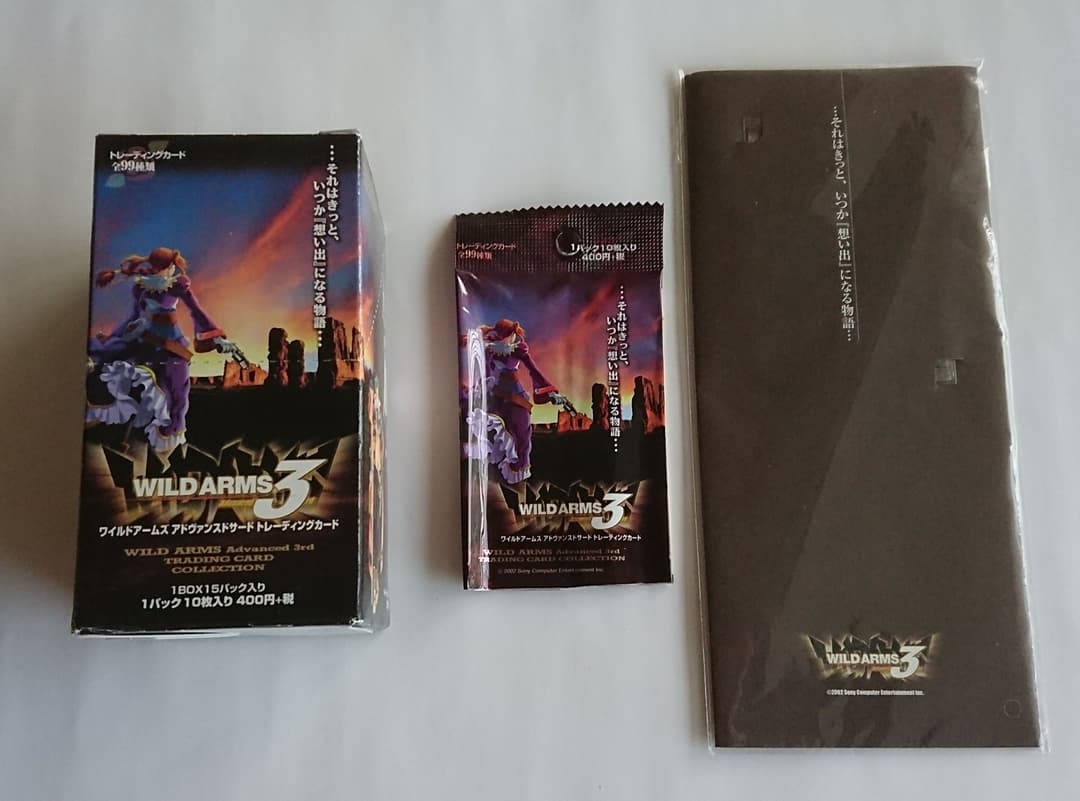 トレーディングカード
全99種類
…それはきっと、
いつか『想い出』になる物語…
WILD ARMS 3
ワイルドアームズ アドヴァンスドサード トレーディングカード
WILD ARMS Advanced 3rd
TRADING CARD
COLLECTION
1BOX15パック入り
1パック10枚入り 400円+税
トレーディングカード
全99種類
1パック10枚入り
400円+税
…それはきっと、
いつか『想い出』になる物語…
WILD ARMS 3
ワイルドアームズ アドヴァンスドサード トレーディングカード
WILD ARMS Advanced 3rd
TRADING CARD COLLECTION
© 2002 Sony Computer Entertainment Inc.
…それはきっと、いつか『想い出』になる物語…
WILD ARMS 3
©2002 Sony Computer Entertainment Inc.